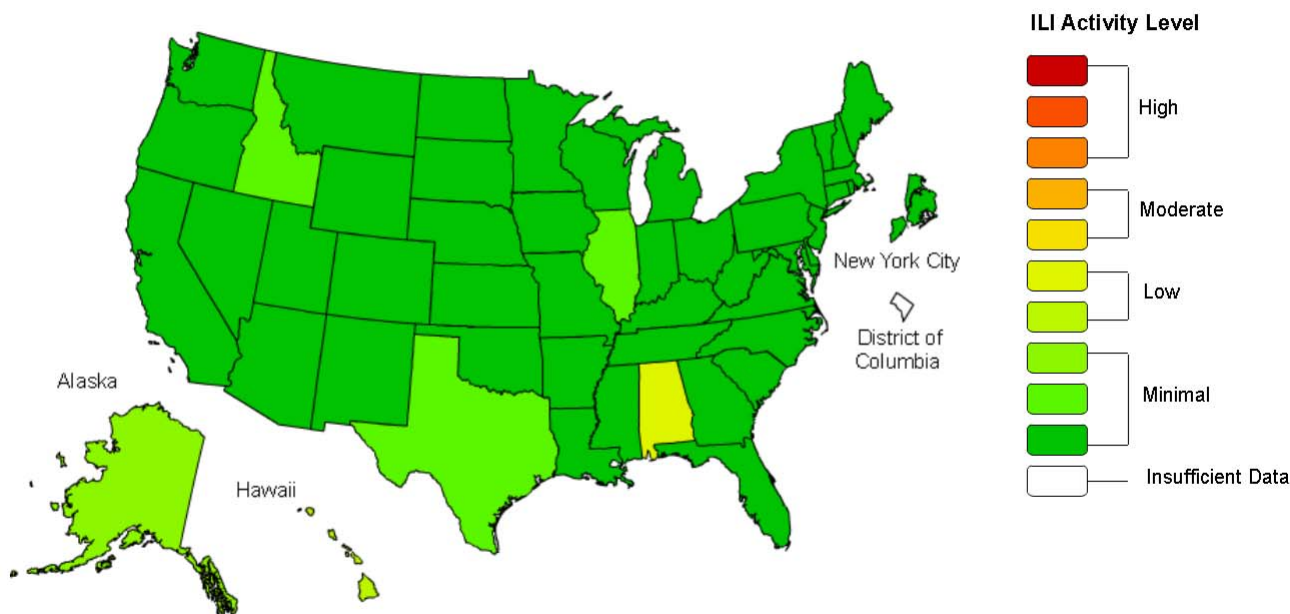 ILI Activity Level
High
Moderate
Low
Minimal
Insufficient Data
New York City
District of
Columbia
Alaska
Hawaii